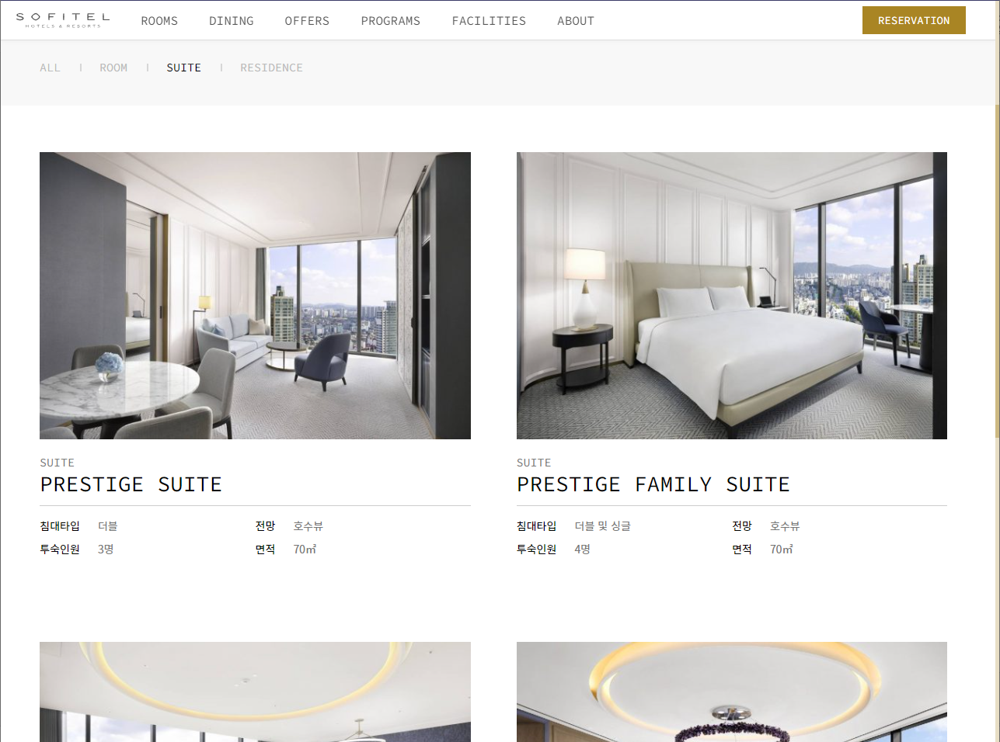 SOFITEL
HOTELS & RESORTS
ROOMS DINING OFFERS PROGRAMS FACILITIES ABOUT
RESERVATION
ALL | ROOM | SUITE | RESIDENCE
SUITE
PRESTIGE SUITE
침대타입 더블 전망 호수뷰
투숙인원 3명 면적 70㎡
SUITE
PRESTIGE FAMILY SUITE
침대타입 더블 및 싱글 전망 호수뷰
투숙인원 4명 면적 70㎡